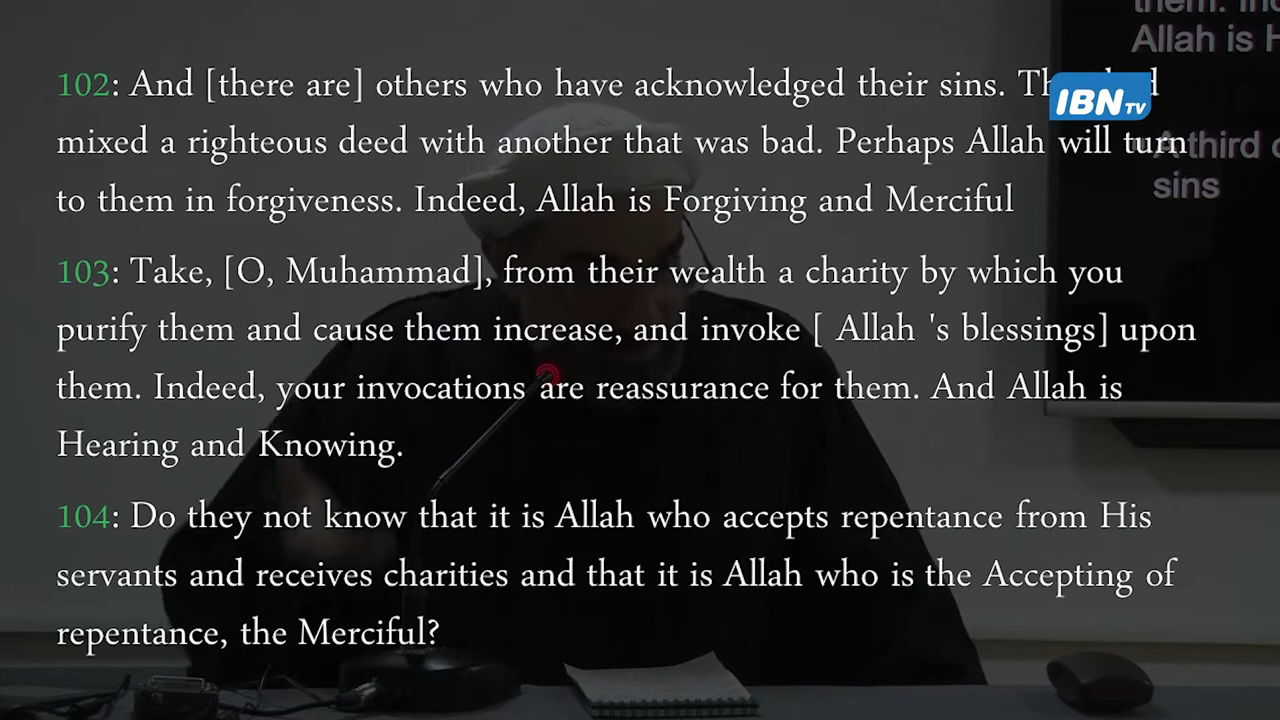 them. Ind
Allah is H
102: And [there are] others who have acknowledged their sins. They had
IBN TV
mixed a righteous deed with another that was bad. Perhaps Allah will turn
A third
sins
to them in forgiveness. Indeed, Allah is Forgiving and Merciful
103: Take, [O, Muhammad], from their wealth a charity by which you
purify them and cause them increase, and invoke [ Allah 's blessings] upon
them. Indeed, your invocations are reassurance for them. And Allah is
Hearing and Knowing.
104: Do they not know that it is Allah who accepts repentance from His
servants and receives charities and that it is Allah who is the Accepting of
repentance, the Merciful?